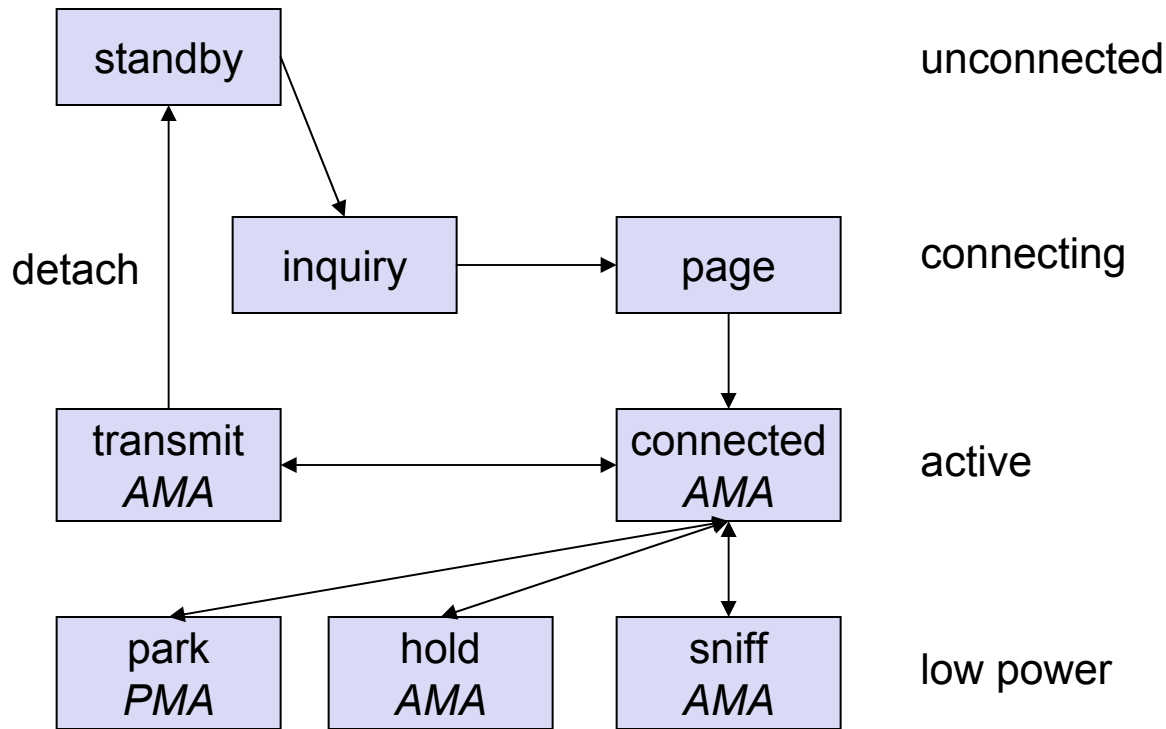 standby
unconnected
detach
inquiry
page
connecting
transmit
AMA
connected
AMA
active
park
PMA
hold
AMA
sniff
AMA
low power